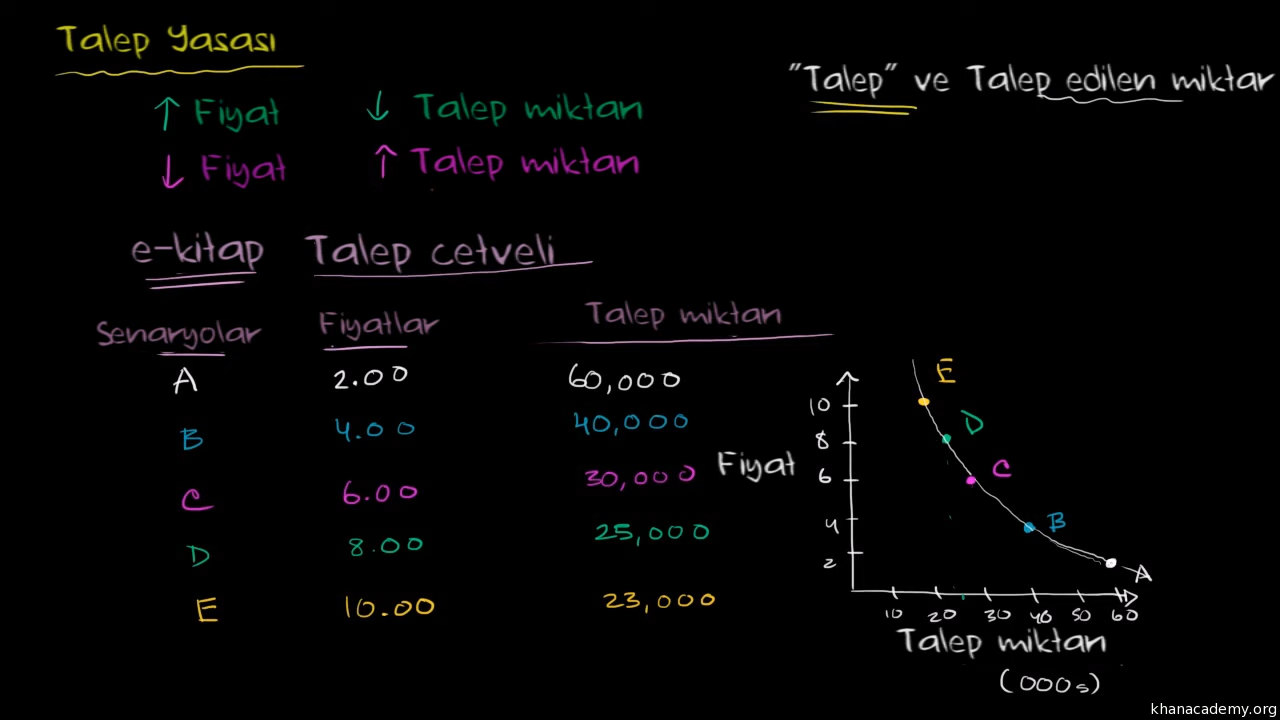 Talep Yasası
"Talep" ve Talep edilen miktar
↑ Fiyat ↓ Talep miktarı
↓ Fiyat ↑ Talep miktarı
e-kitap Talep cetveli
Senaryolar Fiyatlar Talep miktarı
A 2.00 60,000
B 4.00 40,000
C 6.00 30,000
D 8.00 25,000
E 10.00 23,000
E
D
C
B
A
Fiyat
10
8
6
4
2
10 20 30 40 50 60
Talep miktarı
(000s)
khanacademy.org